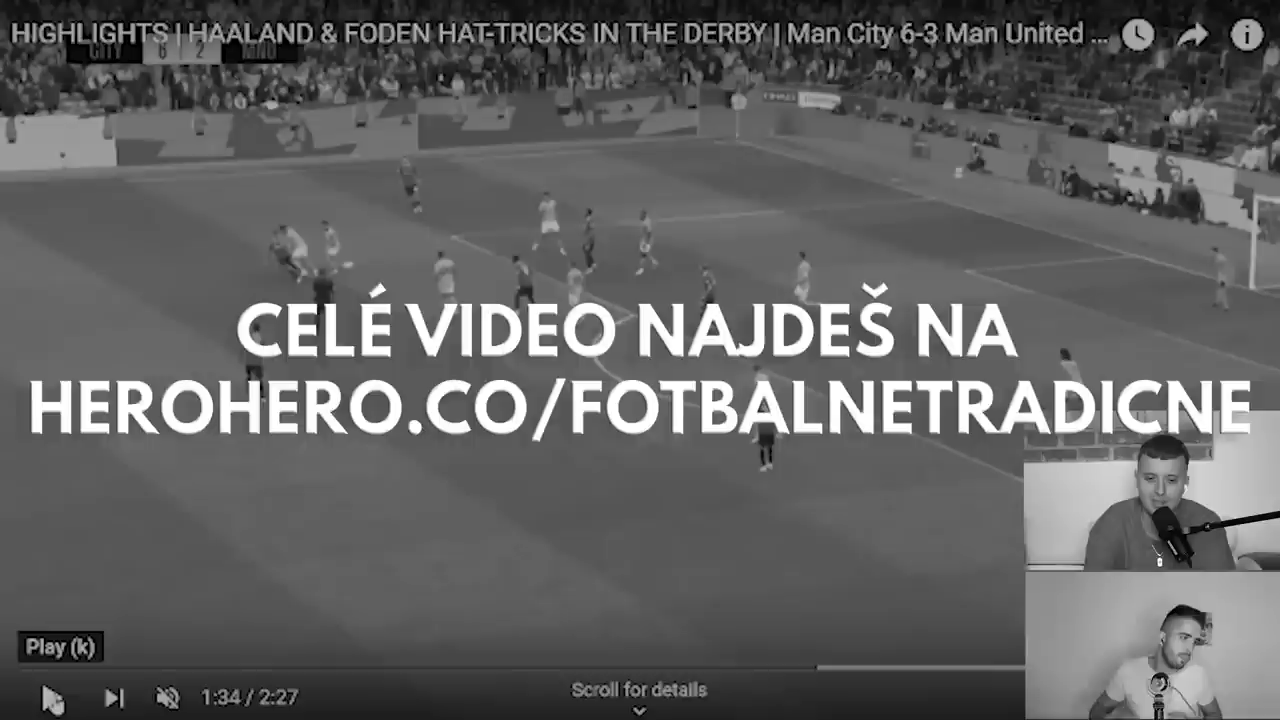 HIGHLIGHTS | HAALAND & FODEN HAT-TRICKS IN THE DERBY | Man City 6-3 Man United ...
CITY 6 2 MNU
CELÉ VIDEO NAJDEŠ NA
HEROHERO.CO/FOTBALNETRADICNE
Play (k)
1:34 / 2:27
Scroll for details